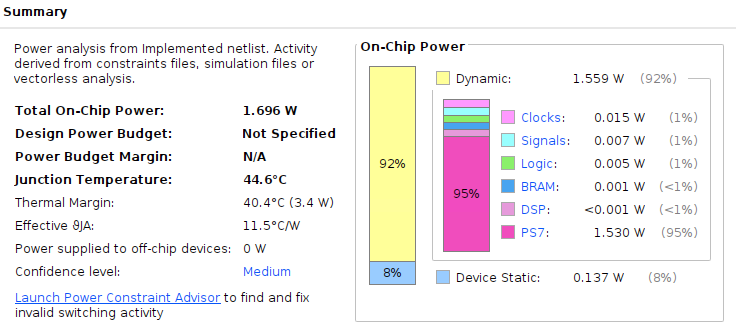 Summary
Power analysis from Implemented netlist. Activity
derived from constraints files, simulation files or
vectorless analysis.
Total On-Chip Power: 1.696 W
Design Power Budget: Not Specified
Power Budget Margin: N/A
Junction Temperature: 44.6°C
Thermal Margin: 40.4°C (3.4 W)
Effective ϑJA: 11.5°C/W
Power supplied to off-chip devices: 0 W
Confidence level: Medium
Launch Power Constraint Advisor to find and fix
invalid switching activity
On-Chip Power
92%
8%
Dynamic: 1.559 W (92%)
95%
Clocks: 0.015 W (1%)
Signals: 0.007 W (1%)
Logic: 0.005 W (1%)
BRAM: 0.001 W (<1%)
DSP: <0.001 W (<1%)
PS7: 1.530 W (95%)
Device Static: 0.137 W (8%)